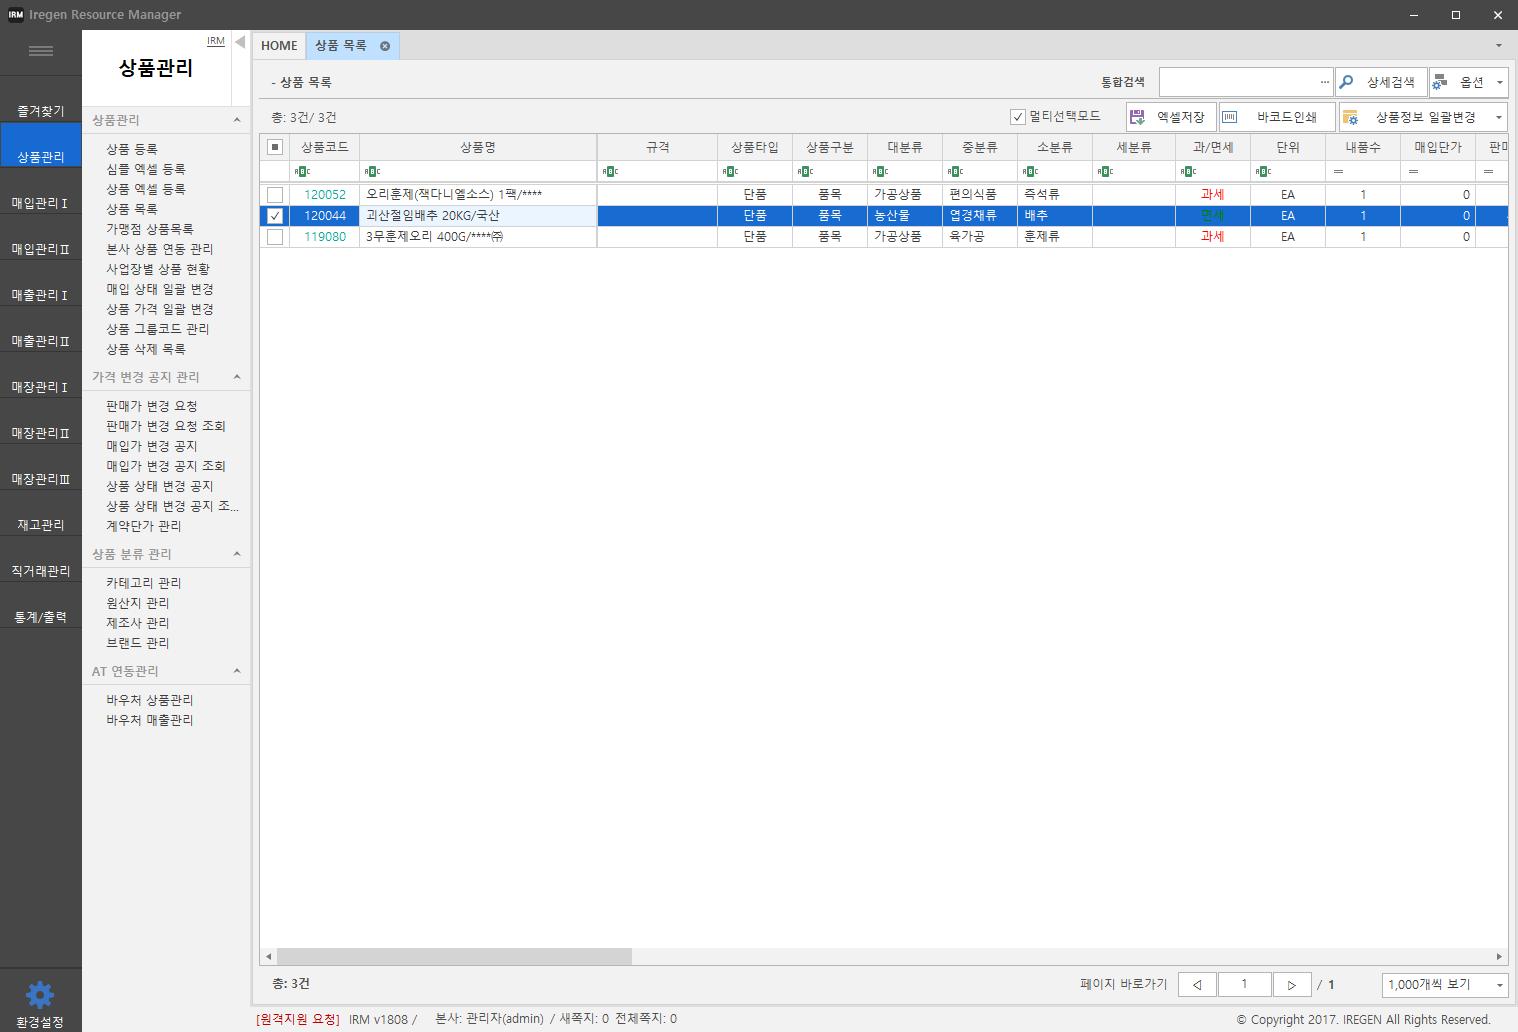 IRM Iregen Resource Manager
IRM
상품관리
즐겨찾기
상품관리
매입관리 I
매입관리 II
매출관리 I
매출관리 II
매장관리 I
매장관리 II
매장관리 III
재고관리
직거래관리
통계/출력
환경설정
상품관리
상품 등록
심플 엑셀 등록
상품 엑셀 등록
상품 목록
가맹점 상품목록
본사 상품 연동 관리
사업장별 상품 현황
매입 상태 일괄 변경
상품 가격 일괄 변경
상품 그룹코드 관리
상품 삭제 목록
가격 변경 공지 관리
판매가 변경 요청
판매가 변경 요청 조회
매입가 변경 공지
매입가 변경 공지 조회
상품 상태 변경 공지
상품 상태 변경 공지 조...
계약단가 관리
상품 분류 관리
카테고리 관리
원산지 관리
제조사 관리
브랜드 관리
AT 연동관리
바우처 상품관리
바우처 매출관리
HOME 상품 목록
- 상품 목록 통합검색 ... 상세검색 옵션
총: 3건/ 3건 멀티선택모드 엑셀저장 바코드인쇄 상품정보 일괄변경
상품코드 상품명 규격 상품타입 상품구분 대분류 중분류 소분류 세분류 과/면세 단위 내품수 매입단가
ABC ABC ABC ABC ABC ABC ABC ABC ABC ABC ABC = = =
120052 오리훈제(잭다니엘소스) 1팩/**** 단품 품목 가공상품 편의식품 즉석류 과세 EA 1 0
120044 괴산절임배추 20KG/국산 단품 품목 농산물 엽경채류 배추 면세 EA 1 0
119080 3무훈제오리 400G/****㈜ 단품 품목 가공상품 육가공 훈제류 과세 EA 1 0
총: 3건 페이지 바로가기 1 / 1 1,000개씩 보기
[원격지원 요청] IRM v1808 / 본사: 관리자(admin) / 새쪽지: 0 전체쪽지: 0 © Copyright 2017. IREGEN All Rights Reserved.